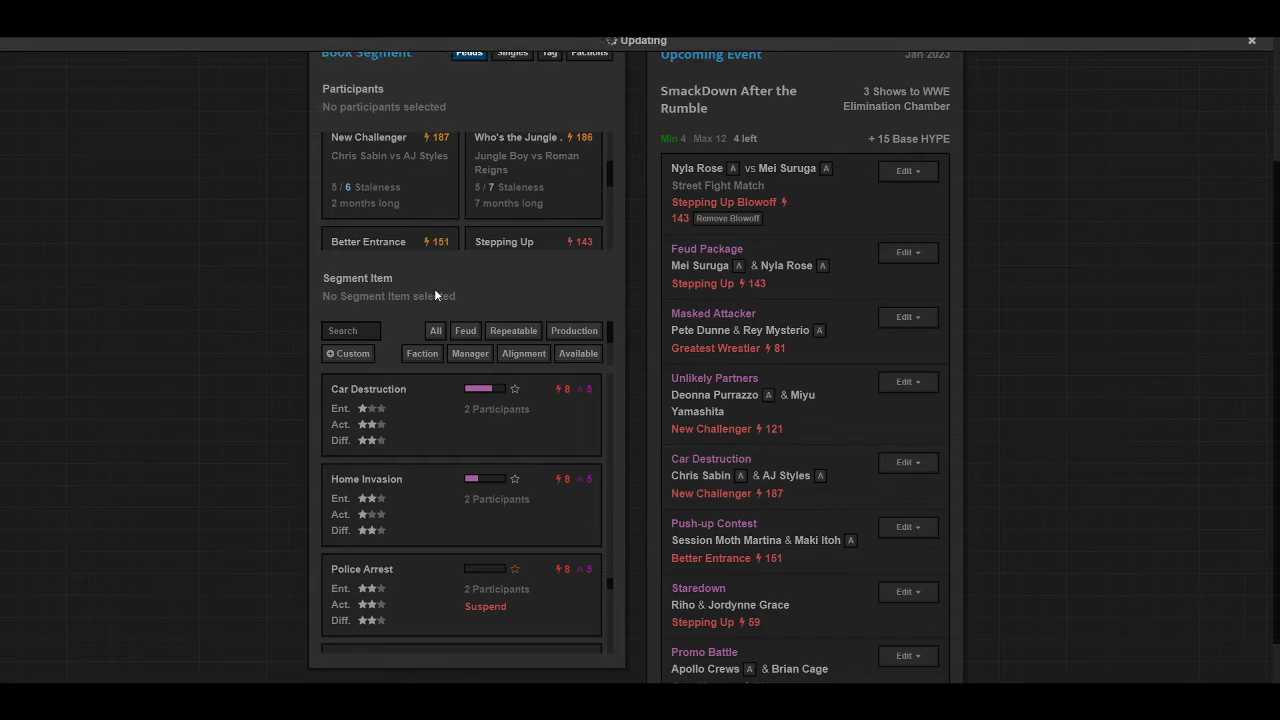 Updating ×
Book Segment Feuds Singles Tag Factions
Participants
No participants selected
New Challenger 187
Chris Sabin vs AJ Styles
5 / 6 Staleness
2 months long
Who's the Jungle . 186
Jungle Boy vs Roman
Reigns
5 / 7 Staleness
7 months long
Better Entrance 151
Stepping Up 143
Segment Item
No Segment Item selected
Search All Feud Repeatable Production
Custom Faction Manager Alignment Available
Car Destruction 8 5
Ent. 2 Participants
Act.
Diff.
Home Invasion 8 5
Ent. 2 Participants
Act.
Diff.
Police Arrest 8 5
Ent. 2 Participants
Act. Suspend
Diff.
Upcoming Event Jan 2023
SmackDown After the
Rumble
3 Shows to WWE
Elimination Chamber
Min 4 Max 12 4 left + 15 Base HYPE
Nyla Rose A vs Mei Suruga A Edit
Street Fight Match
Stepping Up Blowoff
143 Remove Blowoff
Feud Package Edit
Mei Suruga A & Nyla Rose A
Stepping Up 143
Masked Attacker Edit
Pete Dunne & Rey Mysterio A
Greatest Wrestler 81
Unlikely Partners Edit
Deonna Purrazzo A & Miyu
Yamashita
New Challenger 121
Car Destruction Edit
Chris Sabin A & AJ Styles A
New Challenger 187
Push-up Contest Edit
Session Moth Martina & Maki Itoh A
Better Entrance 151
Staredown Edit
Riho & Jordynne Grace
Stepping Up 59
Promo Battle Edit
Apollo Crews A & Brian Cage